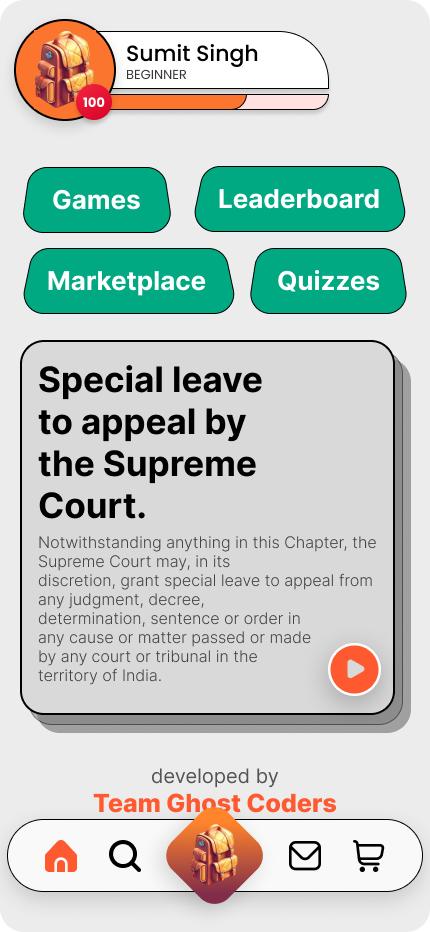 Sumit Singh
BEGINNER
100
Games
Leaderboard
Marketplace
Quizzes
Special leave
to appeal by
the Supreme
Court.
Notwithstanding anything in this Chapter, the
Supreme Court may, in its
discretion, grant special leave to appeal from
any judgment, decree,
determination, sentence or order in
any cause or matter passed or made
by any court or tribunal in the
territory of India.
developed by
Team Ghost Coders